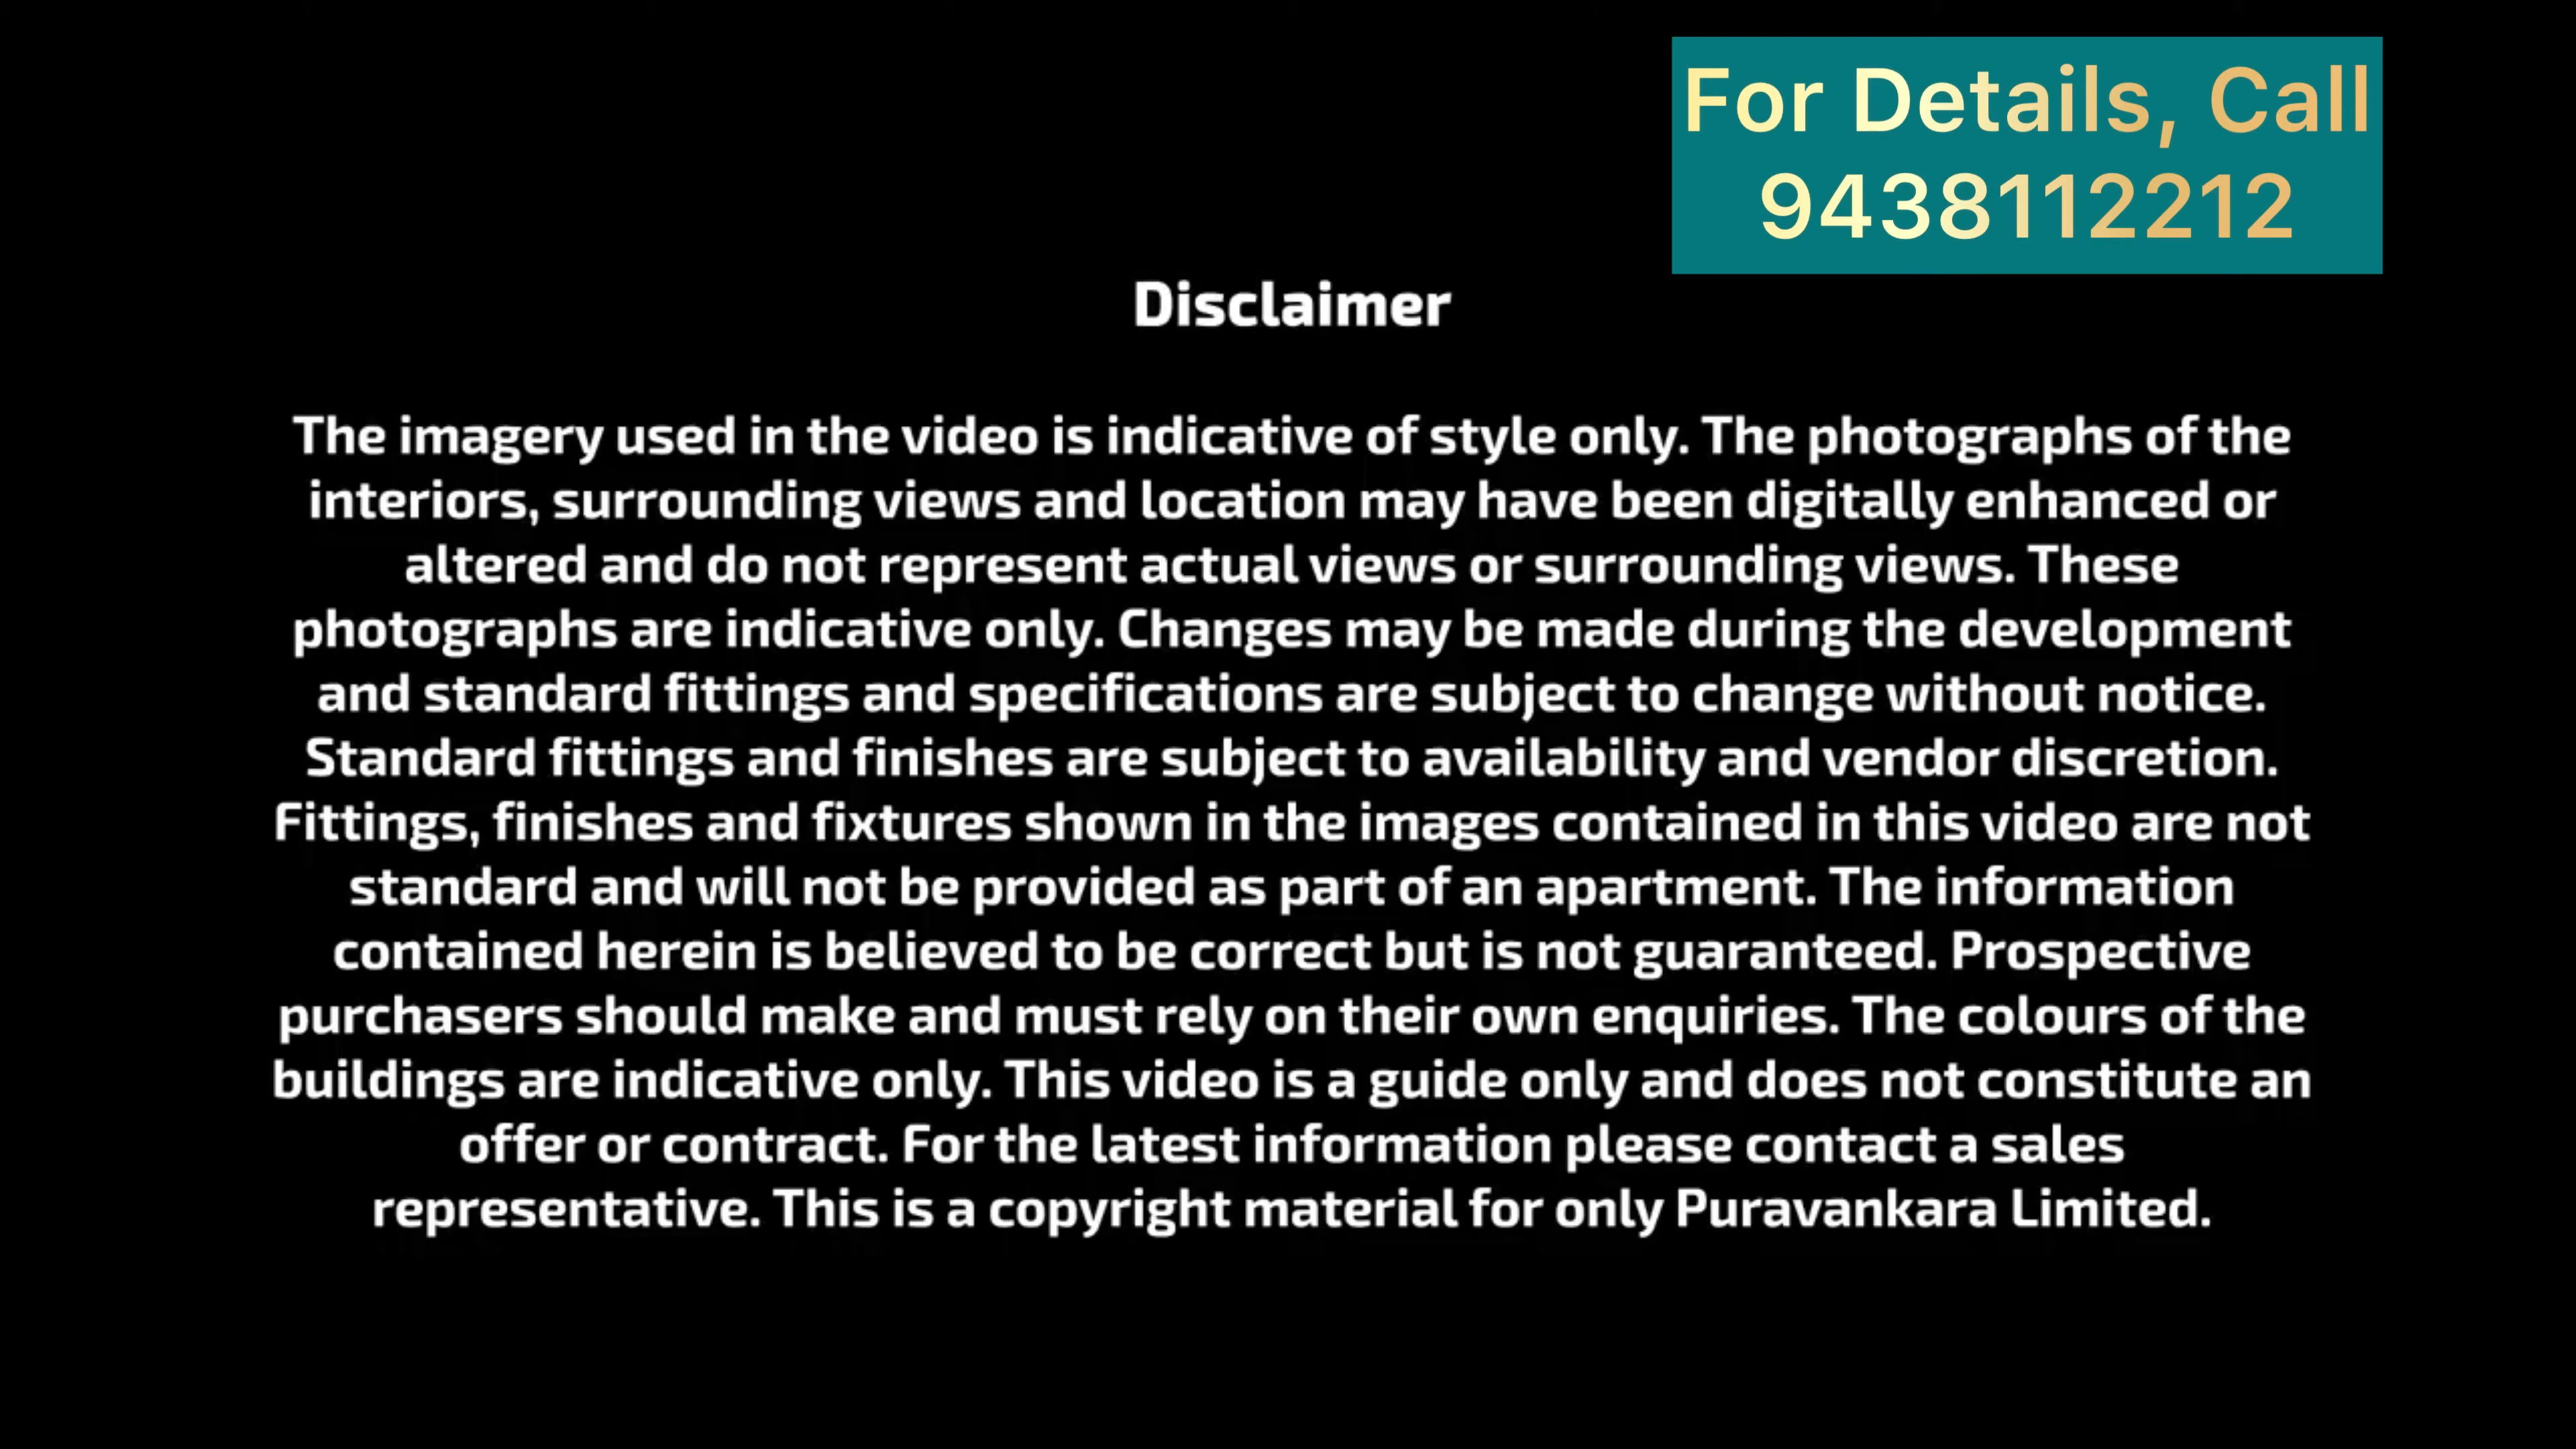 For Details, Call
9438112212
Disclaimer
The imagery used in the video is indicative of style only. The photographs of the
interiors, surrounding views and location may have been digitally enhanced or
altered and do not represent actual views or surrounding views. These
photographs are indicative only. Changes may be made during the development
and standard fittings and specifications are subject to change without notice.
Standard fittings and finishes are subject to availability and vendor discretion.
Fittings, finishes and fixtures shown in the images contained in this video are not
standard and will not be provided as part of an apartment. The information
contained herein is believed to be correct but is not guaranteed. Prospective
purchasers should make and must rely on their own enquiries. The colours of the
buildings are indicative only. This video is a guide only and does not constitute an
offer or contract. For the latest information please contact a sales
representative. This is a copyright material for only Puravankara Limited.